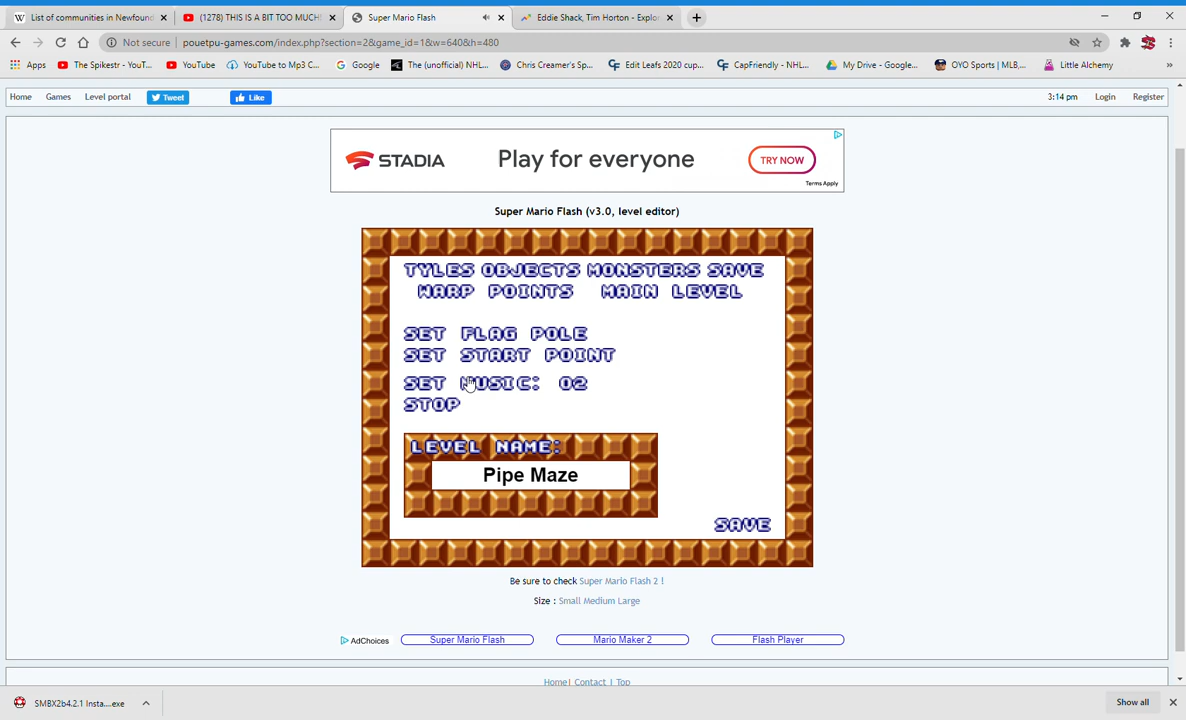 List of communities in Newfound
(1278) THIS IS A BIT TOO MUCH!
Super Mario Flash
Eddie Shack, Tim Horton - Explor
Not secure | pouetpu-games.com/index.php?section=2&game_id=1&w=640&h=480
Apps
The Spikestr - YouT...
YouTube
YouTube to Mp3 C...
Google
The (unofficial) NHL...
Chris Creamer's Sp...
Edit Leafs 2020 cup...
CapFriendly - NHL...
My Drive - Google...
OYO Sports | MLB,...
Little Alchemy
»
Home Games Level portal Tweet Like 3:14 pm Login Register
STADIA Play for everyone TRY NOW
Terms Apply
Super Mario Flash (v3.0, level editor)
TYLES OBJECTS MONSTERS SAVE
WARP POINTS MAIN LEVEL
SET FLAG POLE
SET START POINT
SET MUSIC: 02
STOP
LEVEL NAME:
Pipe Maze
SAVE
Be sure to check Super Mario Flash 2 !
Size : Small Medium Large
AdChoices Super Mario Flash Mario Maker 2 Flash Player
Home | Contact | Top
SMBX2b4.2.1 Insta....exe
Show all